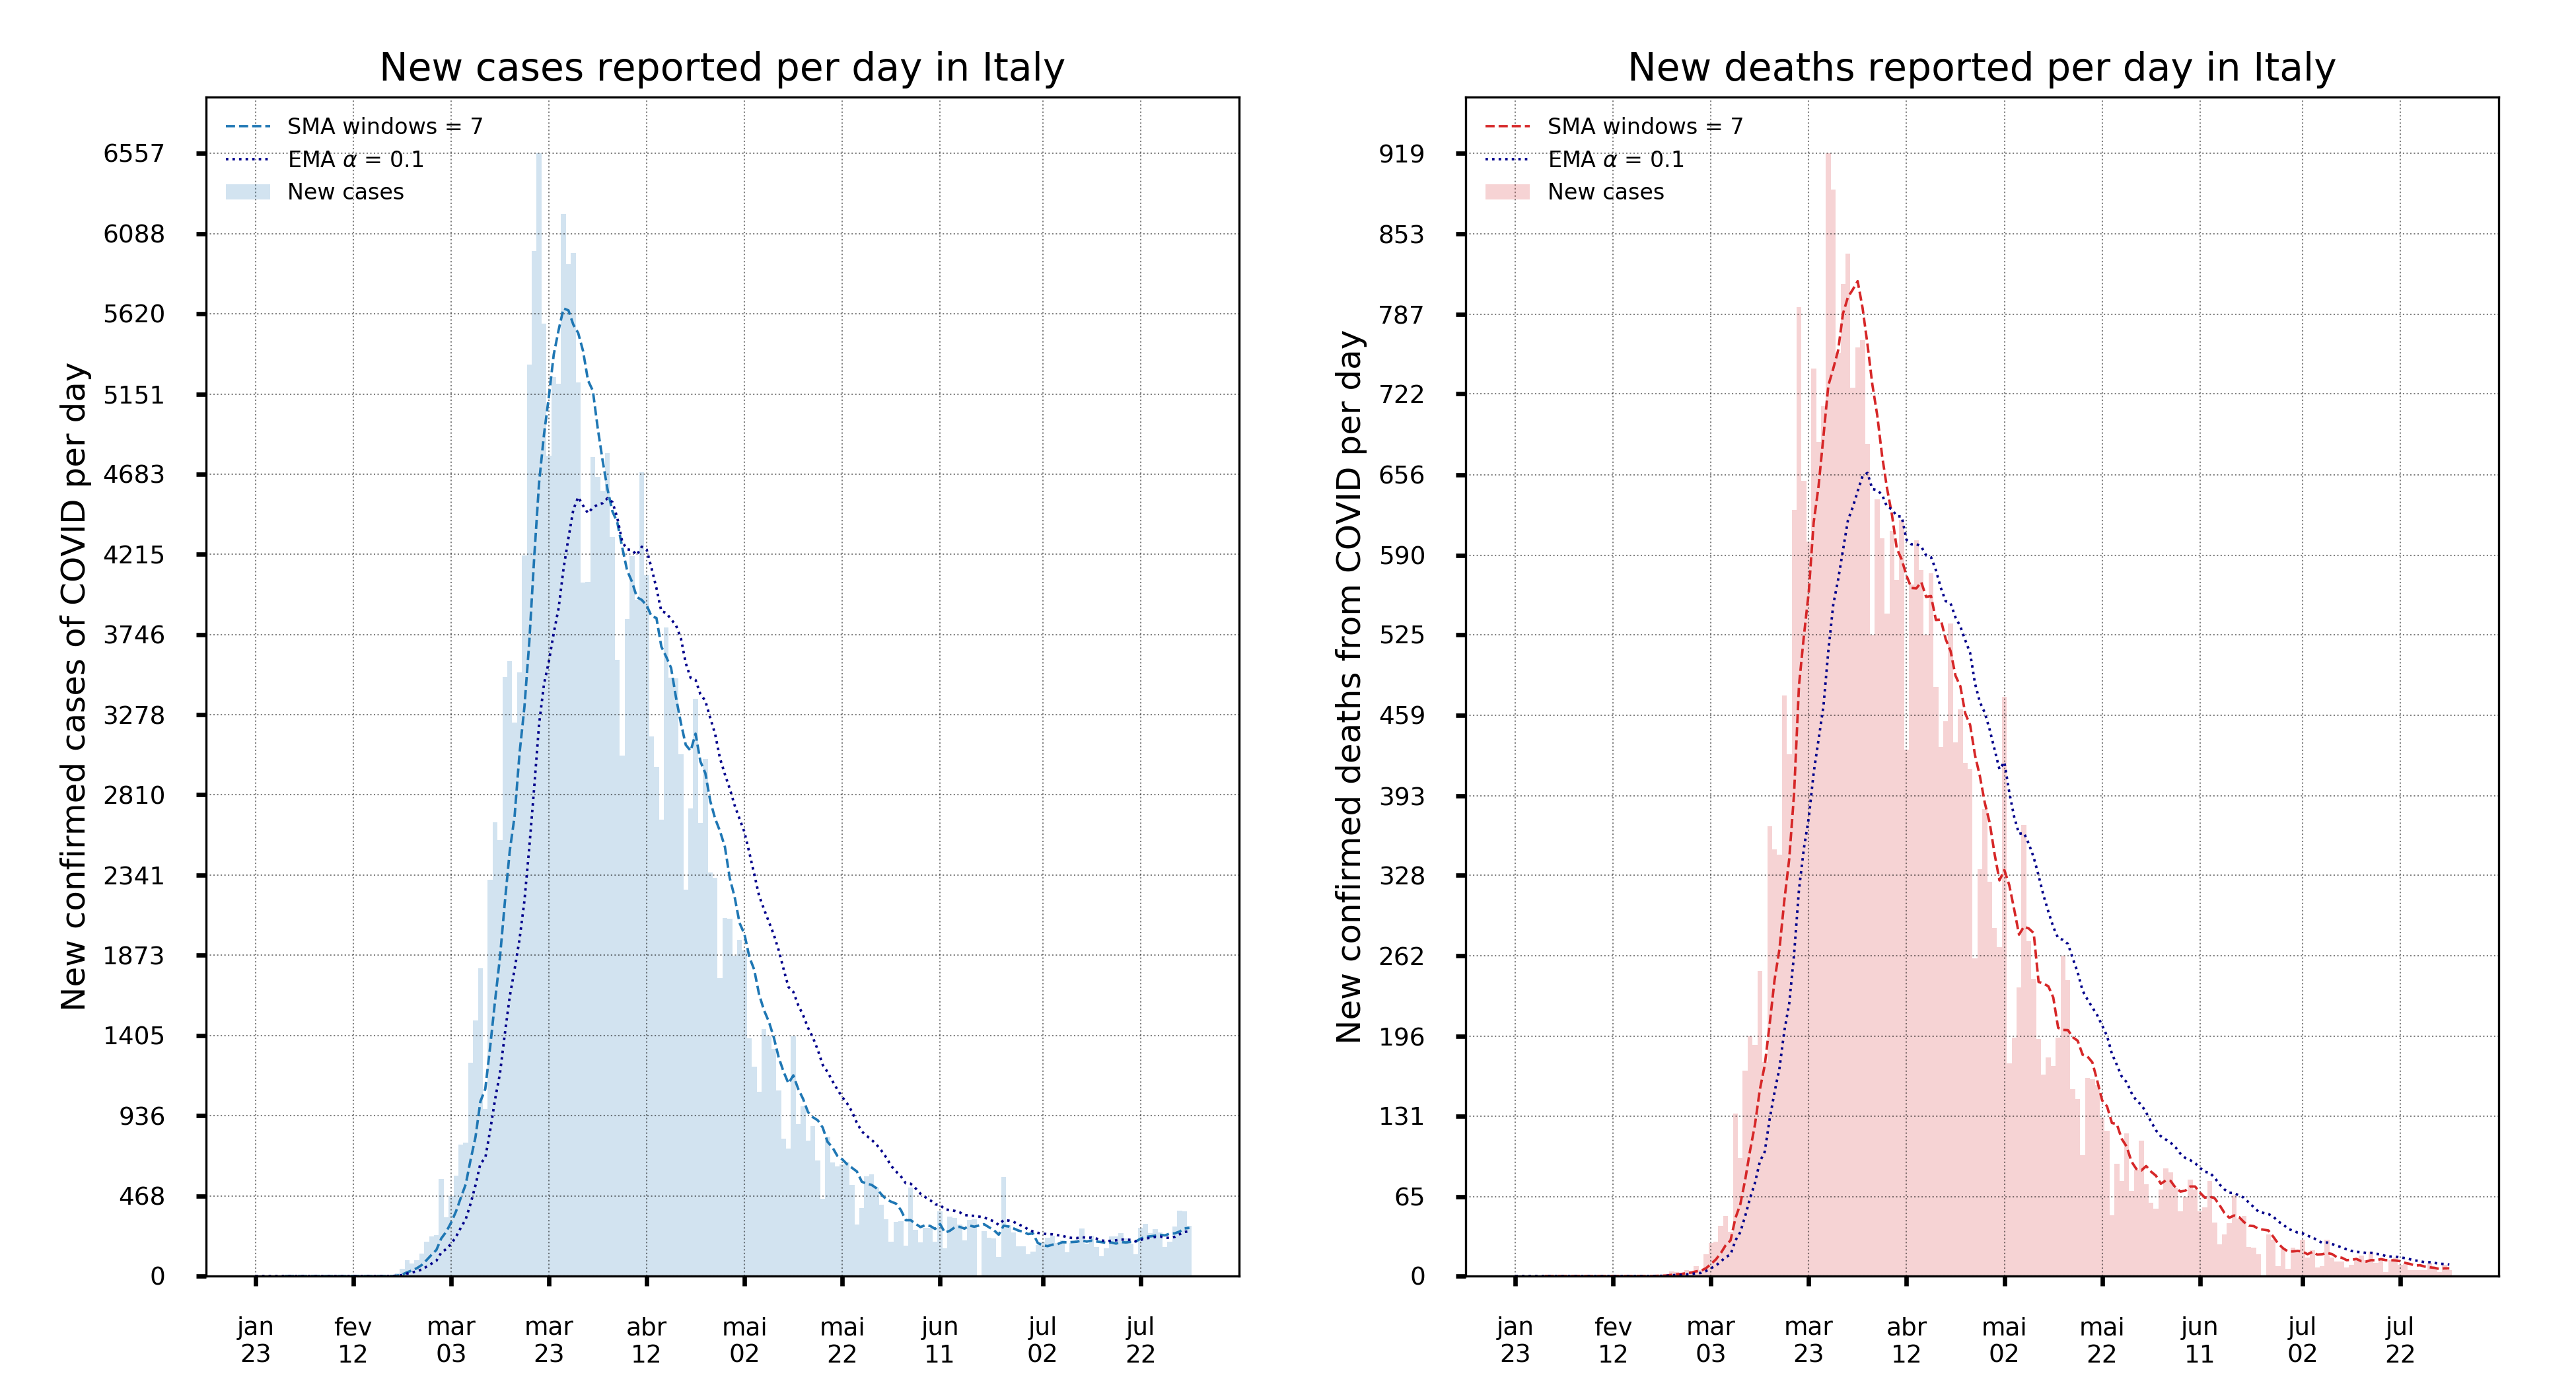 New cases reported per day in Italy
SMA windows = 7
EMA α = 0.1
New cases
New confirmed cases of COVID per day
6557
6088
5620
5151
4683
4215
3746
3278
2810
2341
1873
1405
936
468
0
jan fev mar mar abr mai mai jun jul jul
23 12 03 23 12 02 22 11 02 22
New deaths reported per day in Italy
SMA windows = 7
EMA α = 0.1
New cases
New confirmed deaths from COVID per day
919
853
787
722
656
590
525
459
393
328
262
196
131
65
0
jan fev mar mar abr mai mai jun jul jul
23 12 03 23 12 02 22 11 02 22